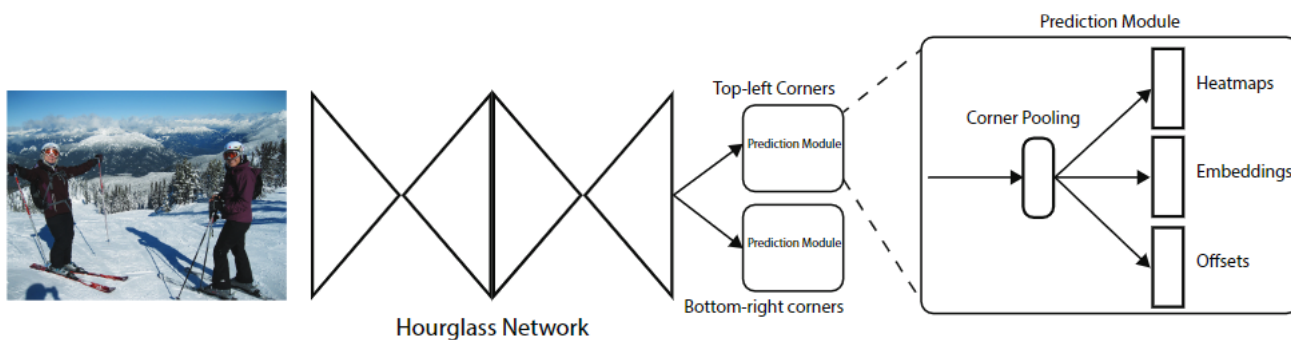 Prediction Module
Top-left Corners
Heatmaps
Corner Pooling
Prediction Module
Embeddings
Prediction Module
Offsets
Bottom-right corners
Hourglass Network